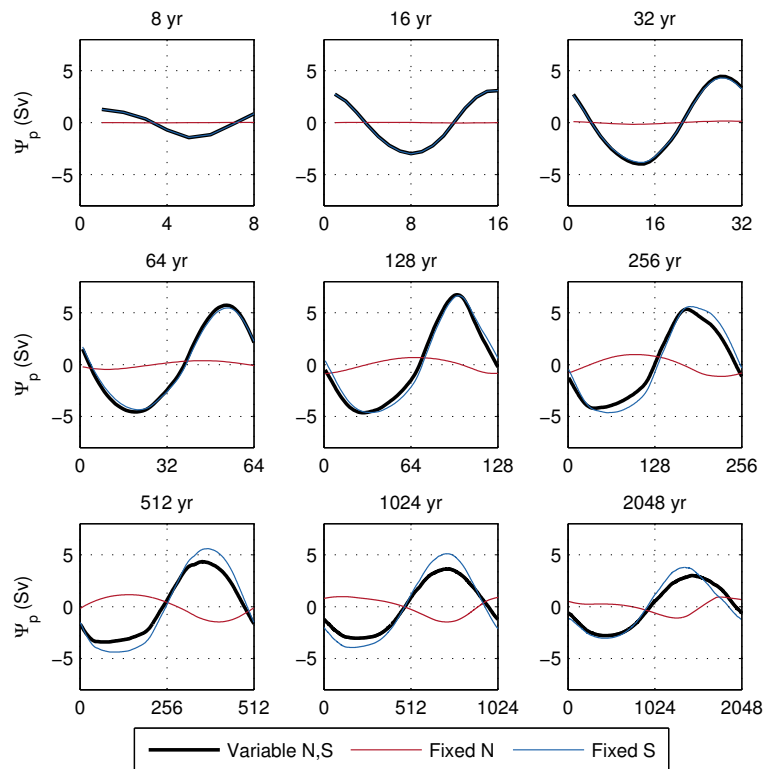 8 yr 16 yr 32 yr
Ψp (Sv)
5
0
−5
0 4 8 0 8 16 0 16 32
64 yr 128 yr 256 yr
Ψp (Sv)
5
0
−5
0 32 64 0 64 128 0 128 256
512 yr 1024 yr 2048 yr
Ψp (Sv)
5
0
−5
0 256 512 0 512 1024 0 1024 2048
Variable N,S Fixed N Fixed S